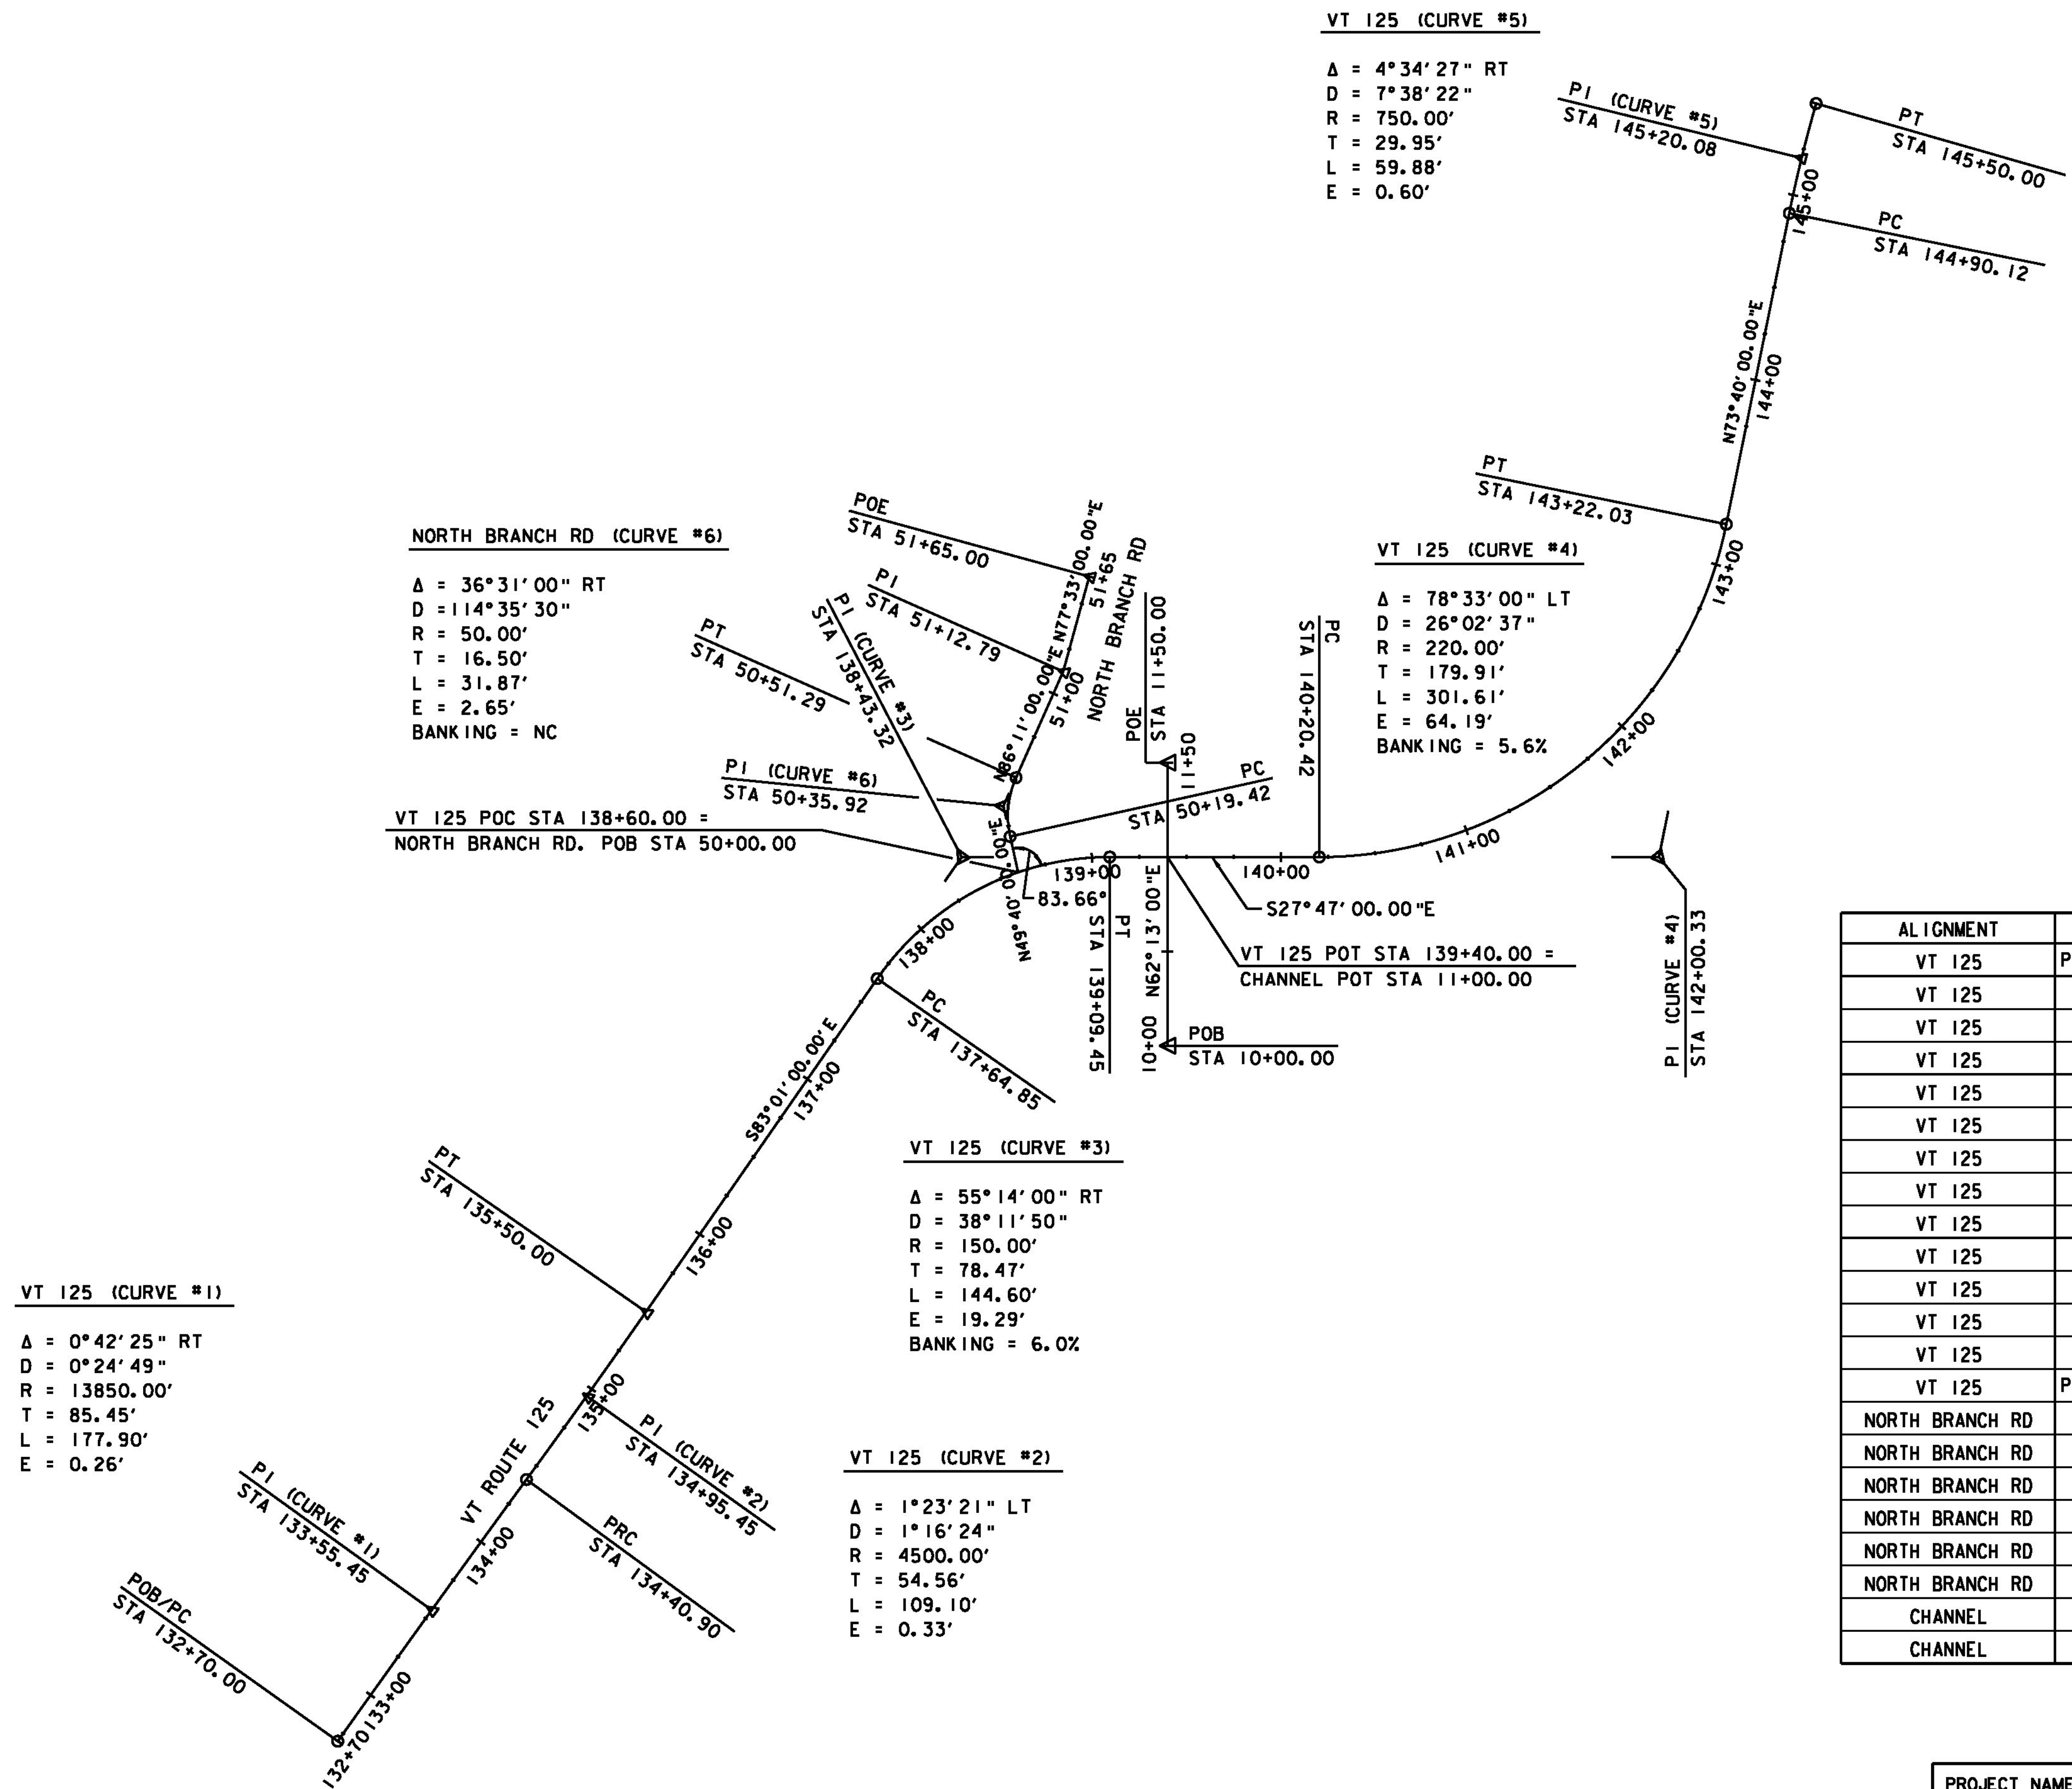 VT 125 (CURVE #5)
Δ = 4°34'27" RT
D = 7°38'22"
R = 750.00'
T = 29.95'
L = 59.88'
E = 0.60'
PI (CURVE #5)
STA 145+20.08
PT
STA 145+50.00
145+00
PC
STA 144+90.12
N73°40'00.00"E
144+00
PT
STA 143+22.03
143+00
NORTH BRANCH RD (CURVE #6)
Δ = 36°31'00" RT
D =114°35'30"
R = 50.00'
T = 16.50'
L = 31.87'
E = 2.65'
BANKING = NC
POE
STA 51+65.00
PI
STA 51+12.79
PI (CURVE #3)
STA 138+43.32
PT
STA 50+51.29
PI (CURVE #6)
STA 50+35.92
N86°11'00.00"E
N77°33'00.00"E
51+65
51+00
NORTH BRANCH RD
POE
STA 11+50.00
11+50
PC
STA 50+19.42
PC
STA 140+20.42
VT 125 (CURVE #4)
Δ = 78°33'00" LT
D = 26°02'37"
R = 220.00'
T = 179.91'
L = 301.61'
E = 64.19'
BANKING = 5.6%
142+00
141+00
VT 125 POC STA 138+60.00 =
NORTH BRANCH RD. POB STA 50+00.00
N49°40'00.00"E
83.66°
139+00
140+00
S27°47'00.00"E
PT
STA 139+09.45
N62°13'00"E
10+00
VT 125 POT STA 139+40.00 =
CHANNEL POT STA 11+00.00
POB
STA 10+00.00
PI (CURVE #4)
STA 142+00.33
138+00
PC
STA 137+64.85
S83°01'00.00'E
137+00
PT
STA 135+50.00
136+00
VT 125 (CURVE #3)
Δ = 55°14'00" RT
D = 38°11'50"
R = 150.00'
T = 78.47'
L = 144.60'
E = 19.29'
BANKING = 6.0%
VT 125 (CURVE #1)
Δ = 0°42'25" RT
D = 0°24'49"
R = 13850.00'
T = 85.45'
L = 177.90'
E = 0.26'
VT ROUTE 125
135+00
PI (CURVE #2)
STA 134+95.45
PI (CURVE #1)
STA 133+55.45
134+00
PRC
STA 134+40.90
VT 125 (CURVE #2)
Δ = 1°23'21" LT
D = 1°16'24"
R = 4500.00'
T = 54.56'
L = 109.10'
E = 0.33'
POB/PC
STA 132+70.00
133+00
132+70
ALIGNMENT
VT 125 P
VT 125
VT 125
VT 125
VT 125
VT 125
VT 125
VT 125
VT 125
VT 125
VT 125
VT 125
VT 125
VT 125 P
NORTH BRANCH RD
NORTH BRANCH RD
NORTH BRANCH RD
NORTH BRANCH RD
NORTH BRANCH RD
NORTH BRANCH RD
CHANNEL
CHANNEL
PROJECT NAME